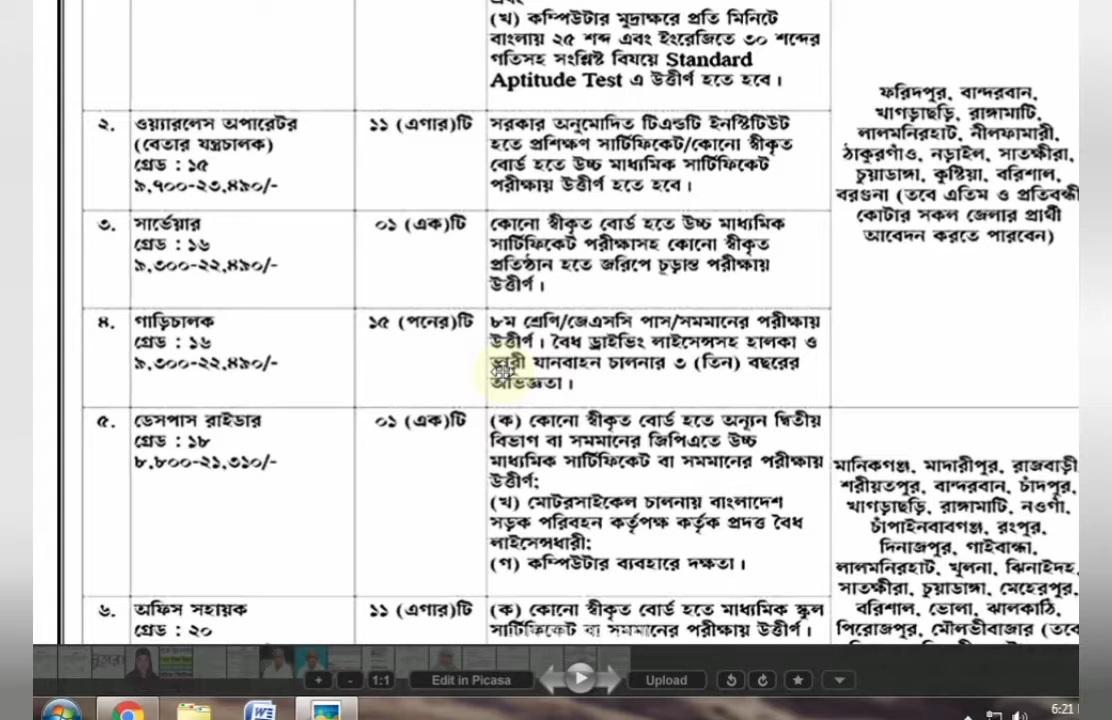 (খ) কম্পিউটার মুদ্রাক্ষরে প্রতি মিনিটে
বাংলায় ২৫ শব্দ এবং ইংরেজিতে ৩০ শব্দের
গতিসহ সংশ্লিষ্ট বিষয়ে Standard
Aptitude Test এ উত্তীর্ণ হতে হবে।
২.
ওয়্যারলেস অপারেটর
(বেতার যন্ত্রচালক)
গ্রেড : ১৫
৯,৭০০-২৩,৪৯০/-
১১ (এগার)টি
সরকার অনুমোদিত টিএন্ডটি ইনস্টিটিউট
হতে প্রশিক্ষণ সার্টিফিকেট/কোনো স্বীকৃত
বোর্ড হতে উচ্চ মাধ্যমিক সার্টিফিকেট
পরীক্ষায় উত্তীর্ণ হতে হবে।
ফরিদপুর, বান্দরবান,
খাগড়াছড়ি, রাঙ্গামাটি,
লালমনিরহাট, নীলফামারী,
ঠাকুরগাঁও, নড়াইল, সাতক্ষীরা,
চুয়াডাঙ্গা, কুষ্টিয়া, বরিশাল,
বরগুনা (তবে এতিম ও প্রতিবন্ধী
কোটার সকল জেলার প্রার্থী
আবেদন করতে পারবেন)
৩.
সার্ভেয়ার
গ্রেড : ১৬
৯,৩০০-২২,৪৯০/-
০১ (এক)টি
কোনো স্বীকৃত বোর্ড হতে উচ্চ মাধ্যমিক
সার্টিফিকেট পরীক্ষাসহ কোনো স্বীকৃত
প্রতিষ্ঠান হতে জরিপে চূড়ান্ত পরীক্ষায়
উত্তীর্ণ।
৪.
গাড়িচালক
গ্রেড : ১৬
৯,৩০০-২২,৪৯০/-
১৫ (পনের)টি
৮ম শ্রেণি/জেএসসি পাস/সমমানের পরীক্ষায়
উত্তীর্ণ। বৈধ ড্রাইভিং লাইসেন্সসহ হালকা ও
ভারী যানবাহন চালনার ৩ (তিন) বছরের
অভিজ্ঞতা।
৫.
ডেসপাস রাইডার
গ্রেড : ১৮
৮,৮০০-২১,৩১০/-
০১ (এক)টি
(ক) কোনো স্বীকৃত বোর্ড হতে অন্যূন দ্বিতীয়
বিভাগ বা সমমানের জিপিএতে উচ্চ
মাধ্যমিক সার্টিফিকেট বা সমমানের পরীক্ষায়
উত্তীর্ণ;
(খ) মোটরসাইকেল চালনায় বাংলাদেশ
সড়ক পরিবহন কর্তৃপক্ষ কর্তৃক প্রদত্ত বৈধ
লাইসেন্সধারী;
(গ) কম্পিউটার ব্যবহারে দক্ষতা।
মানিকগঞ্জ, মাদারীপুর, রাজবাড়ী
শরীয়তপুর, বান্দরবান, চাঁদপুর,
খাগড়াছড়ি, রাঙ্গামাটি, নওগাঁ,
চাঁপাইনবাবগঞ্জ, রংপুর,
দিনাজপুর, গাইবান্ধা,
লালমনিরহাট, খুলনা, ঝিনাইদহ,
সাতক্ষীরা, চুয়াডাঙ্গা, মেহেরপুর,
বরিশাল, ভোলা, ঝালকাঠি,
পিরোজপুর, মৌলভীবাজার (তবে
৬.
অফিস সহায়ক
গ্রেড : ২০
১১ (এগার)টি
(ক) কোনো স্বীকৃত বোর্ড হতে মাধ্যমিক স্কুল
সার্টিফিকেট বা সমমানের পরীক্ষায় উত্তীর্ণ।
+ - 1:1 Edit in Picasa Upload
6:21